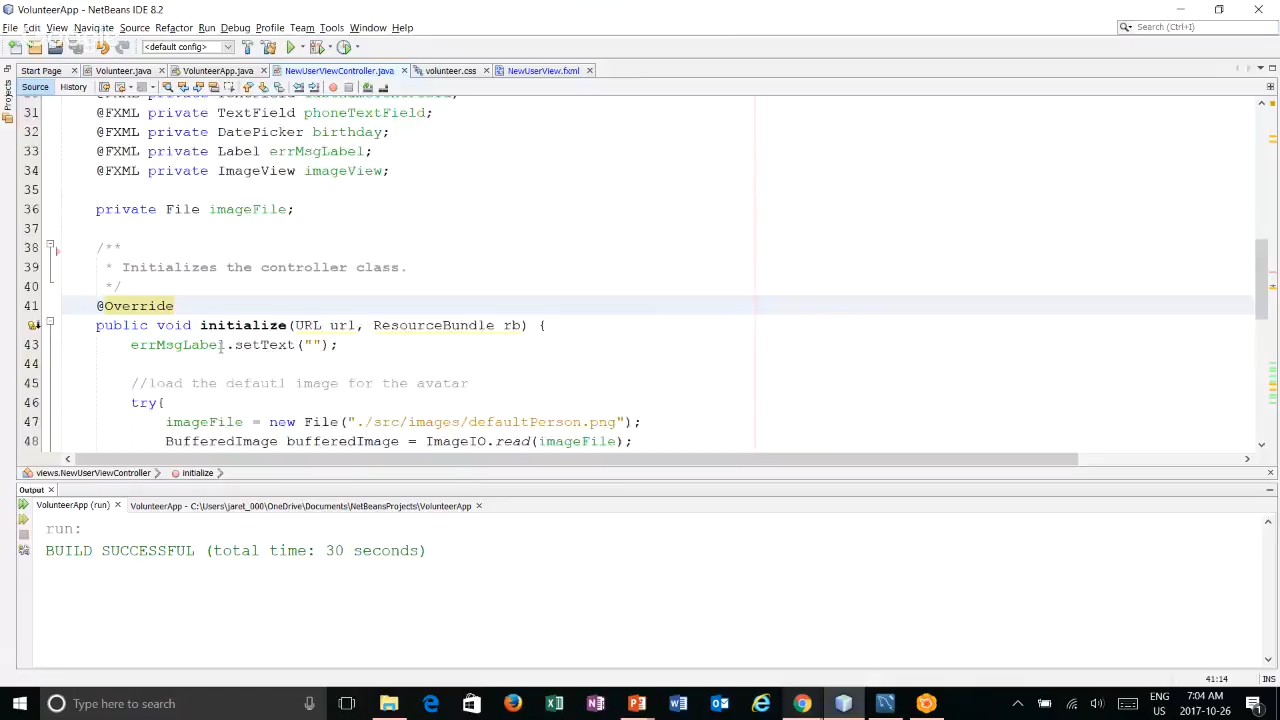 VolunteerApp - NetBeans IDE 8.2
File Edit View Navigate Source Refactor Run Debug Profile Team Tools Window Help
Search (Ctrl+I)
<default config>
Start Page Volunteer.java VolunteerApp.java NewUserViewController.java volunteer.css NewUserView.fxml
Source History
Projects
31 @FXML private TextField phoneTextField;
32 @FXML private DatePicker birthday;
33 @FXML private Label errMsgLabel;
34 @FXML private ImageView imageView;
35
36 private File imageFile;
37
38 /**
39 * Initializes the controller class.
40 */
41 @Override
public void initialize(URL url, ResourceBundle rb) {
43 errMsgLabel.setText("");
44
45 //load the defautl image for the avatar
46 try{
47 imageFile = new File("./src/images/defaultPerson.png");
48 BufferedImage bufferedImage = ImageIO.read(imageFile);
views.NewUserViewController initialize
Output
VolunteerApp (run) VolunteerApp - C:\Users\jarel_000\OneDrive\Documents\NetBeansProjects\VolunteerApp
run:
BUILD SUCCESSFUL (total time: 30 seconds)
41:14 INS
Type here to search
ENG
US
7:04 AM
2017-10-26